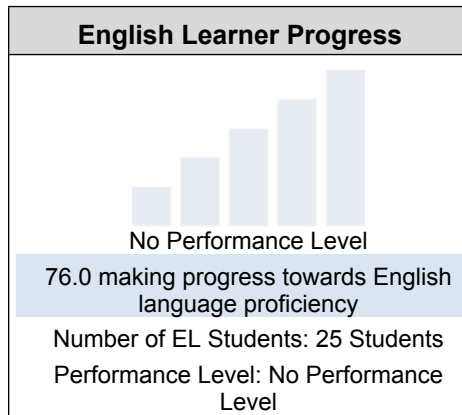 English Learner Progress
No Performance Level
76.0 making progress towards English
language proficiency
Number of EL Students: 25 Students
Performance Level: No Performance
Level